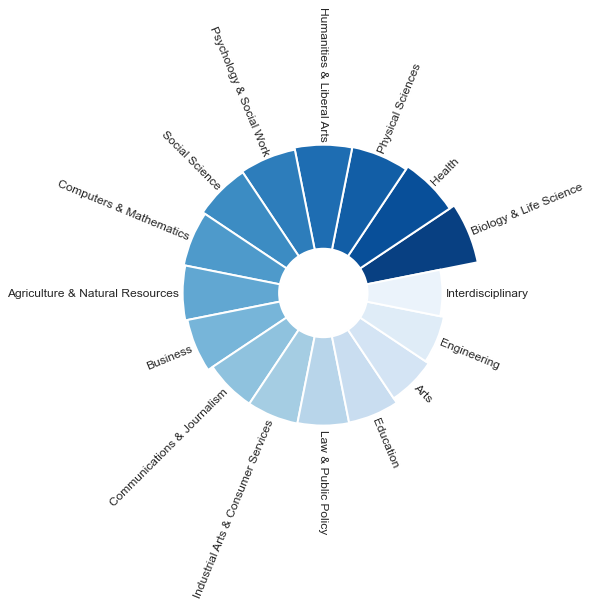 Humanities & Liberal Arts
Psychology & Social Work
Physical Sciences
Social Science
Health
Computers & Mathematics
Biology & Life Science
Agriculture & Natural Resources
Interdisciplinary
Business
Engineering
Communications & Journalism
Arts
Industrial Arts & Consumer Services
Law & Public Policy
Education